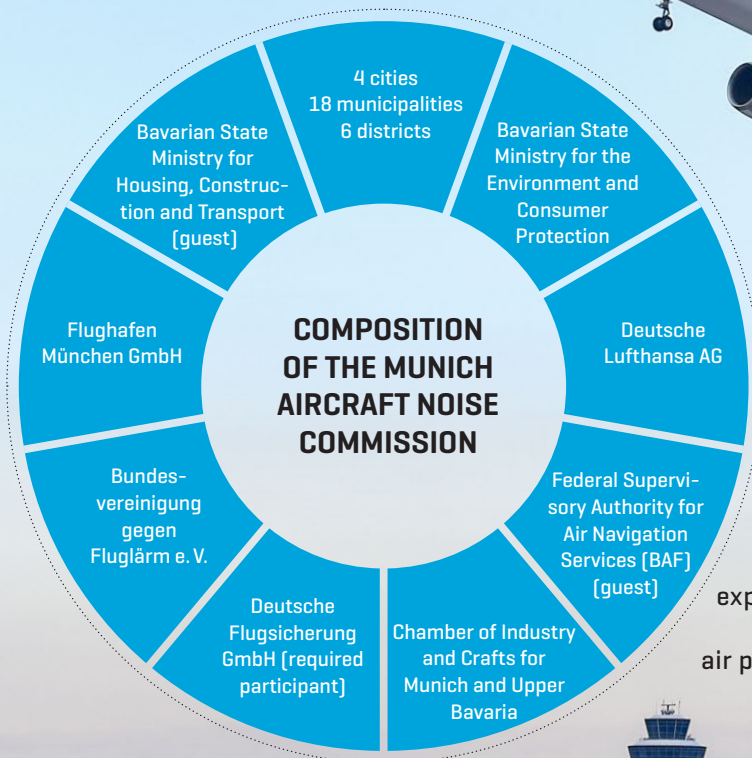 4 cities
18 municipalities
6 districts
Bavarian State
Ministry for the
Environment and
Consumer
Protection
Deutsche
Lufthansa AG
Federal Supervi-
sory Authority for
Air Navigation
Services (BAF)
(guest)
Chamber of Industry
and Crafts for
Munich and Upper
Bavaria
Deutsche
Flugsicherung
GmbH (required
participant)
Bundes-
vereinigung
gegen
Fluglärm e. V.
Flughafen
München GmbH
Bavarian State
Ministry for
Housing, Construc-
tion and Transport
(guest)
COMPOSITION
OF THE MUNICH
AIRCRAFT NOISE
COMMISSION
exp
air p